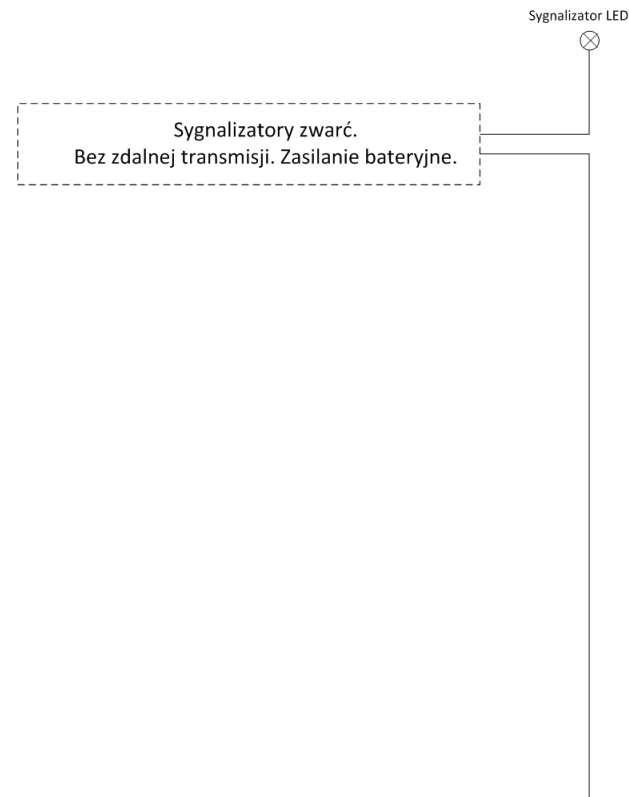 Sygnalizator LED
Sygnalizatory zwarć.
Bez zdalnej transmisji. Zasilanie bateryjne.